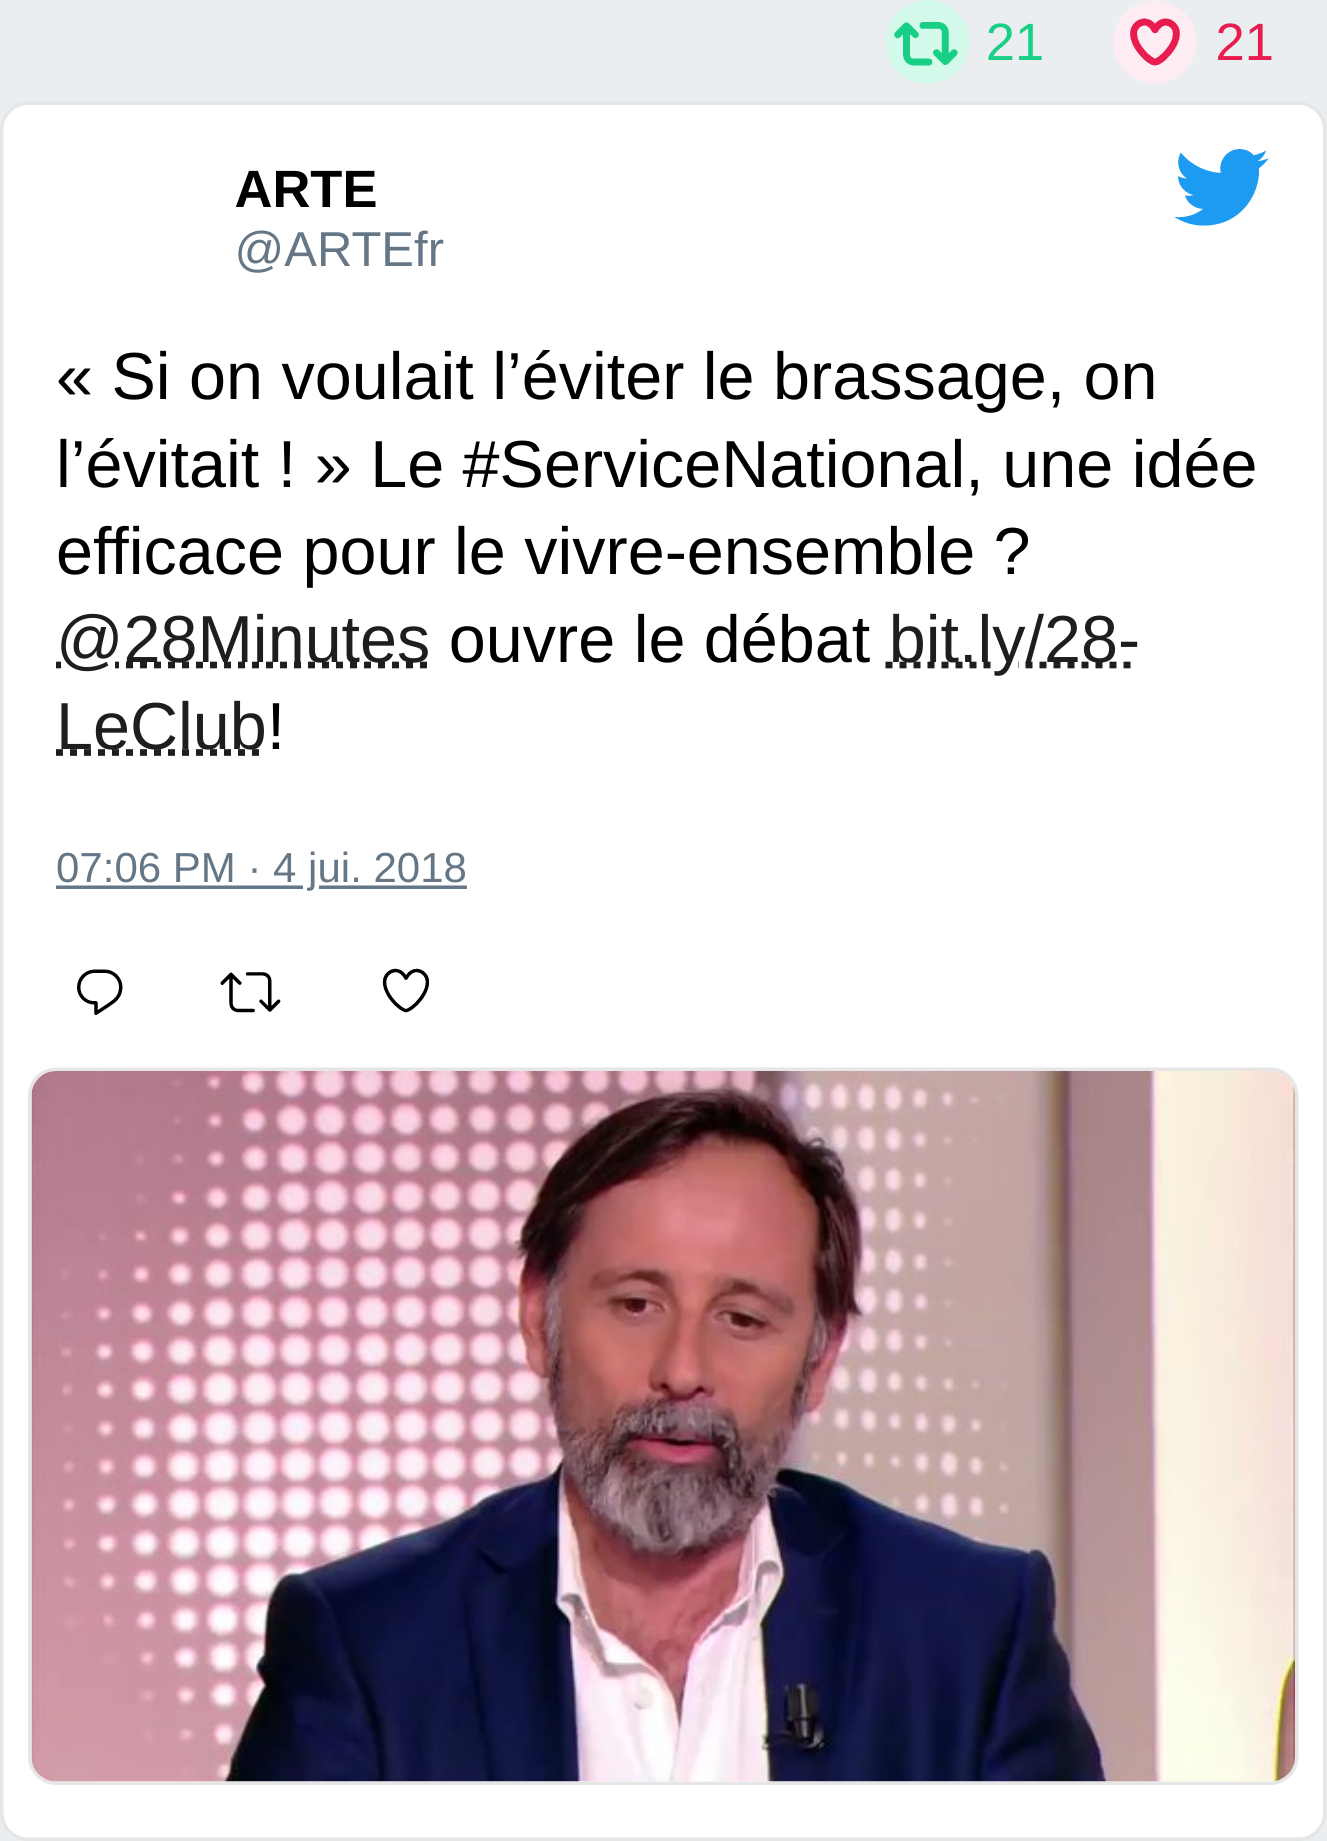 21 21
ARTE
@ARTEfr
« Si on voulait l’éviter le brassage, on
l’évitait ! » Le #ServiceNational, une idée
efficace pour le vivre-ensemble ?
@28Minutes ouvre le débat bit.ly/28-
LeClub!
07:06 PM · 4 jui. 2018